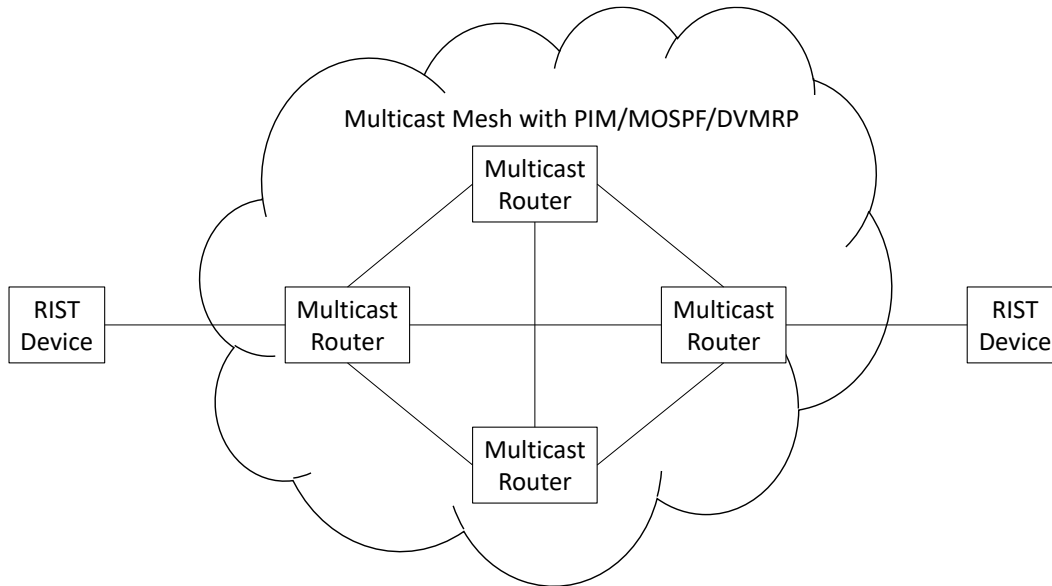 Multicast Mesh with PIM/MOSPF/DVMRP
Multicast
Router
RIST
Device
Multicast
Router
Multicast
Router
RIST
Device
Multicast
Router